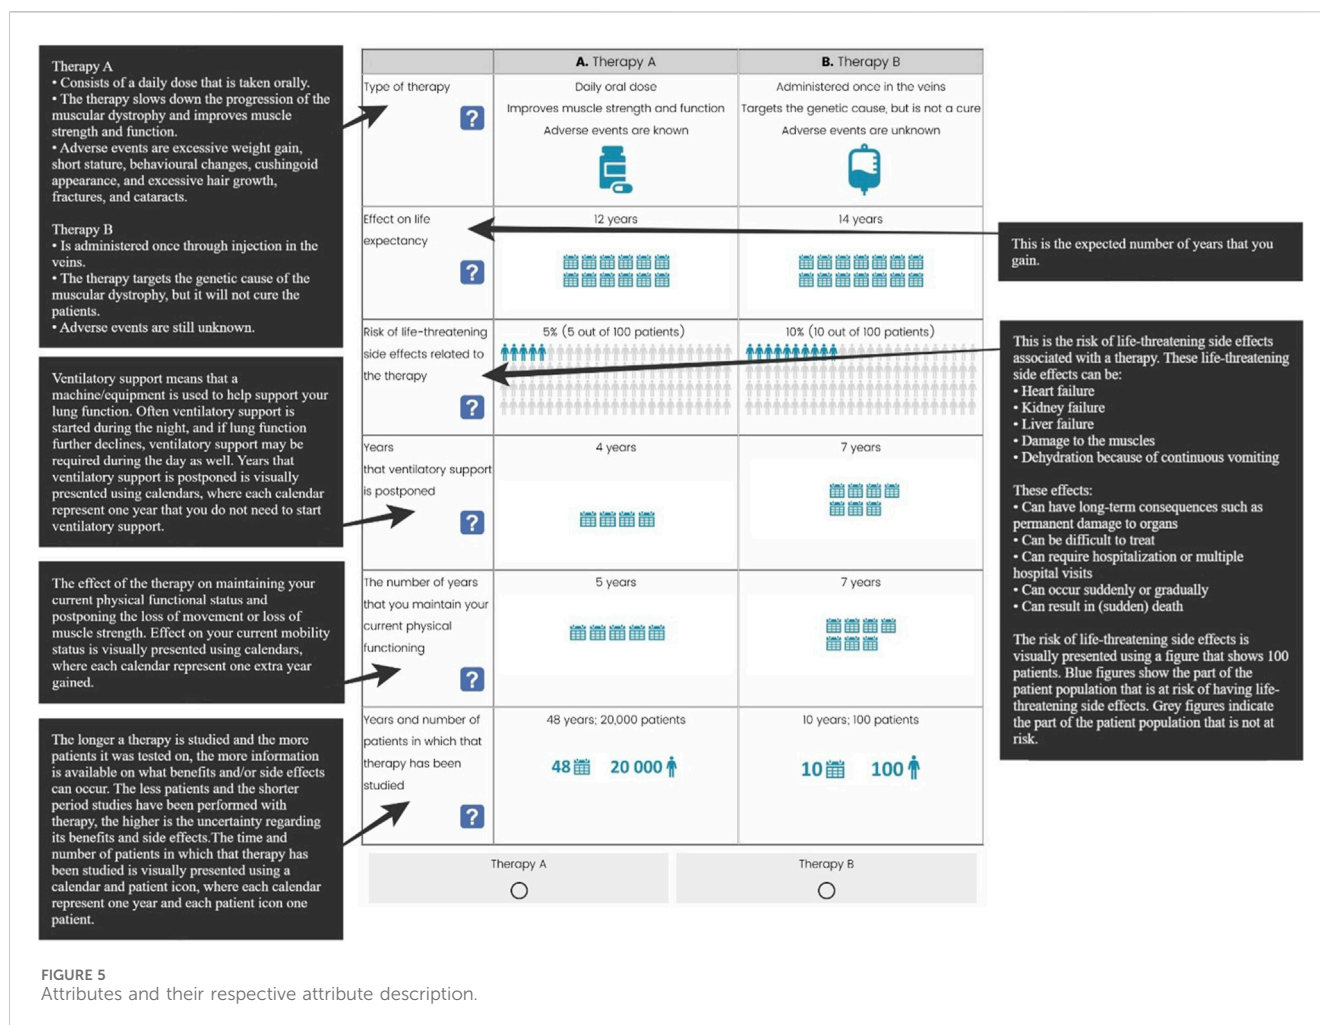 Therapy A
• Consists of a daily dose that is taken orally.
• The therapy slows down the progression of the
muscular dystrophy and improves muscle
strength and function.
• Adverse events are excessive weight gain,
short stature, behavioural changes, cushingoid
appearance, and excessive hair growth,
fractures, and cataracts.
Therapy B
• Is administered once through injection in the
veins.
• The therapy targets the genetic cause of the
muscular dystrophy, but it will not cure the
patients.
• Adverse events are still unknown.
Ventilatory support means that a
machine/equipment is used to help support your
lung function. Often ventilatory support is
started during the night, and if lung function
further declines, ventilatory support may be
required during the day as well. Years that
ventilatory support is postponed is visually
presented using calendars, where each calendar
represent one year that you do not need to start
ventilatory support.
The effect of the therapy on maintaining your
current physical functional status and
postponing the loss of movement or loss of
muscle strength. Effect on your current mobility
status is visually presented using calendars,
where each calendar represent one extra year
gained.
The longer a therapy is studied and the more
patients it was tested on, the more information
is available on what benefits and/or side effects
can occur. The less patients and the shorter
period studies have been performed with
therapy, the higher is the uncertainty regarding
its benefits and side effects.The time and
number of patients in which that therapy has
been studied is visually presented using a
calendar and patient icon, where each calendar
represent one year and each patient icon one
patient.
A. Therapy A
B. Therapy B
Type of therapy
?
Daily oral dose
Improves muscle strength and function
Adverse events are known
Administered once in the veins
Targets the genetic cause, but is not a cure
Adverse events are unknown
Effect on life
expectancy
?
12 years
14 years
Risk of life-threatening
side effects related to
the therapy
?
5% (5 out of 100 patients)
10% (10 out of 100 patients)
Years
that ventilatory support
is postponed
?
4 years
7 years
The number of years
that you maintain your
current physical
functioning
?
5 years
7 years
Years and number of
patients in which that
therapy has been
studied
?
48 years; 20,000 patients
48 20 000
10 years; 100 patients
10 100
Therapy A
Therapy B
This is the expected number of years that you
gain.
This is the risk of life-threatening side effects
associated with a therapy. These life-threatening
side effects can be:
• Heart failure
• Kidney failure
• Liver failure
• Damage to the muscles
• Dehydration because of continuous vomiting
These effects:
• Can have long-term consequences such as
permanent damage to organs
• Can be difficult to treat
• Can require hospitalization or multiple
hospital visits
• Can occur suddenly or gradually
• Can result in (sudden) death
The risk of life-threatening side effects is
visually presented using a figure that shows 100
patients. Blue figures show the part of the
patient population that is at risk of having life-
threatening side effects. Grey figures indicate
the part of the patient population that is not at
risk.
FIGURE 5
Attributes and their respective attribute description.